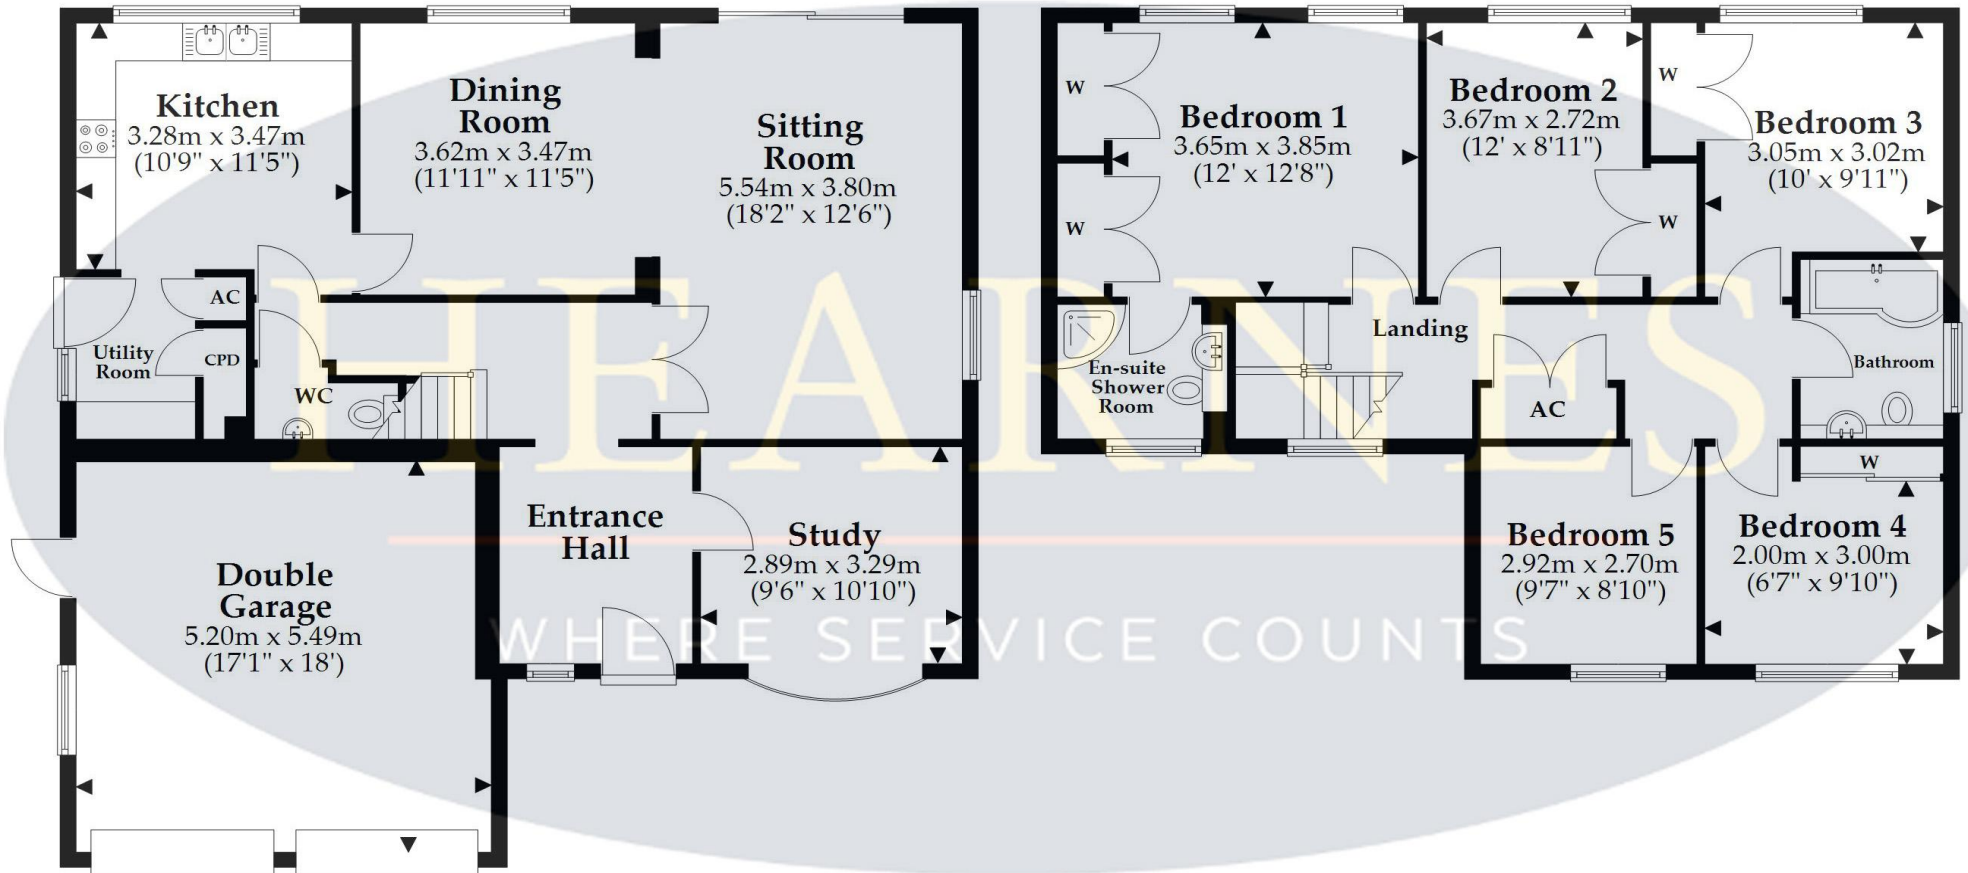 Kitchen
3.28m x 3.47m
(10'9" x 11'5")
Dining
Room
3.62m x 3.47m
(11'11" x 11'5")
Sitting
Room
5.54m x 3.80m
(18'2" x 12'6")
AC
CPD
Utility
Room
WC
Entrance
Hall
Study
2.89m x 3.29m
(9'6" x 10'10")
Double
Garage
5.20m x 5.49m
(17'1" x 18')
W
W
Bedroom 1
3.65m x 3.85m
(12' x 12'8")
Bedroom 2
3.67m x 2.72m
(12' x 8'11")
W
W
Bedroom 3
3.05m x 3.02m
(10' x 9'11")
Landing
En-suite
Shower
Room
AC
Bathroom
W
Bedroom 5
2.92m x 2.70m
(9'7" x 8'10")
Bedroom 4
2.00m x 3.00m
(6'7" x 9'10")
HEARNES
WHERE SERVICE COUNTS